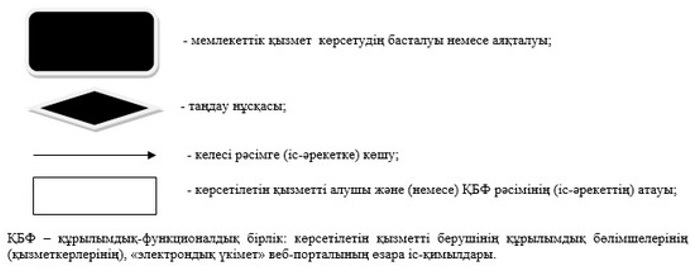 - мемлекеттік қызмет көрсетудің басталуы немесе аяқталуы;
- таңдау нұсқасы;
- келесі рәсімге (іс-әрекетке) көшу;
- көрсетілетін қызметті алушы және (немесе) ҚБФ рәсімінің (іс-әрекеттің) атауы;
ҚБФ – құрылымдық-функционалдық бірлік: көрсетілетін қызметті берушінің құрылымдық бөлімшелерінің
(қызметкерлерінің), «электрондық үкімет» веб-порталының өзара іс-қимылдары.